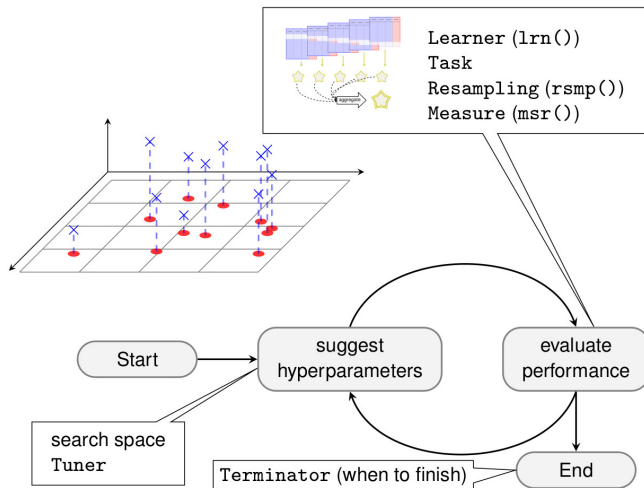 Learner (lrn())
Task
Resampling (rsmp())
Measure (msr())
aggregate
Start
suggest
hyperparameters
evaluate
performance
search space
Tuner
Terminator (when to finish)
End